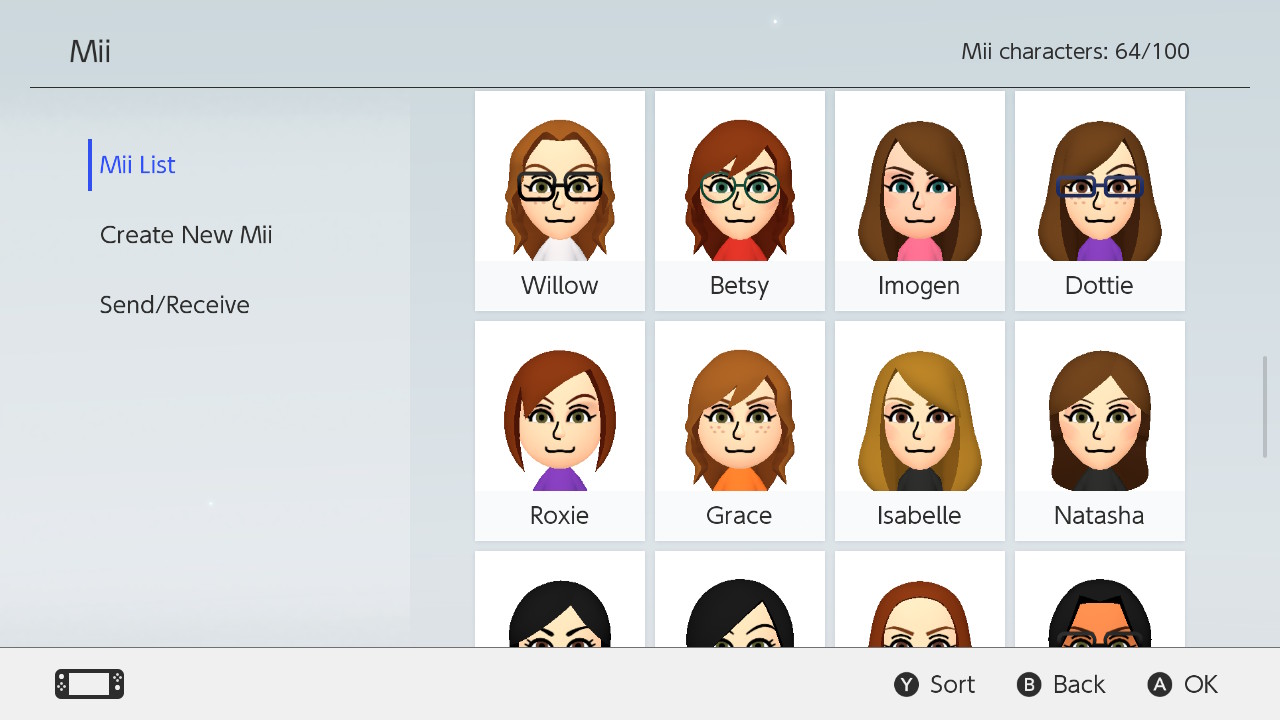 Mii
Mii characters: 64/100
Mii List
Create New Mii
Send/Receive
Willow
Betsy
Imogen
Dottie
Roxie
Grace
Isabelle
Natasha
Y Sort
B Back
A OK